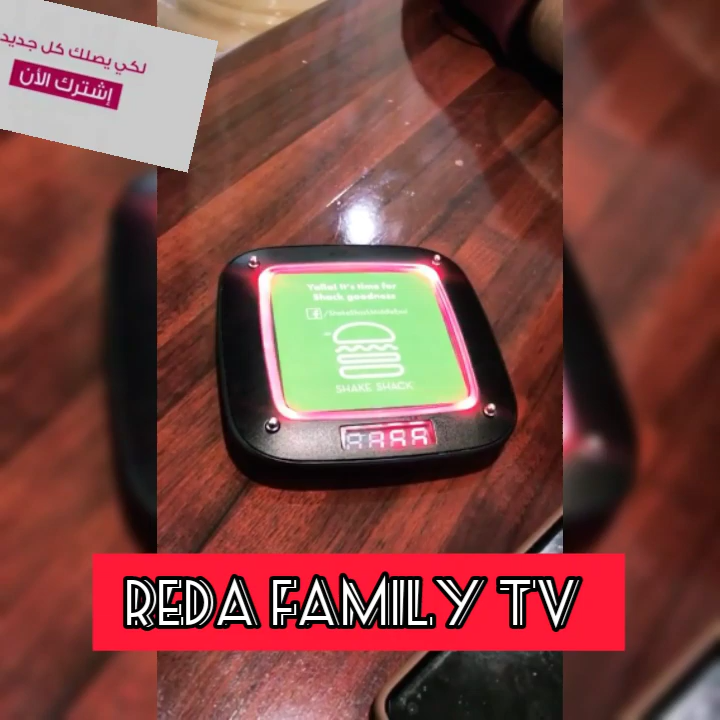 لكي يصلك كل جديد
إشترك الأن
Yalla! It's time for
Shack goodness
SHAKE SHACK
REDA FAMILY TV